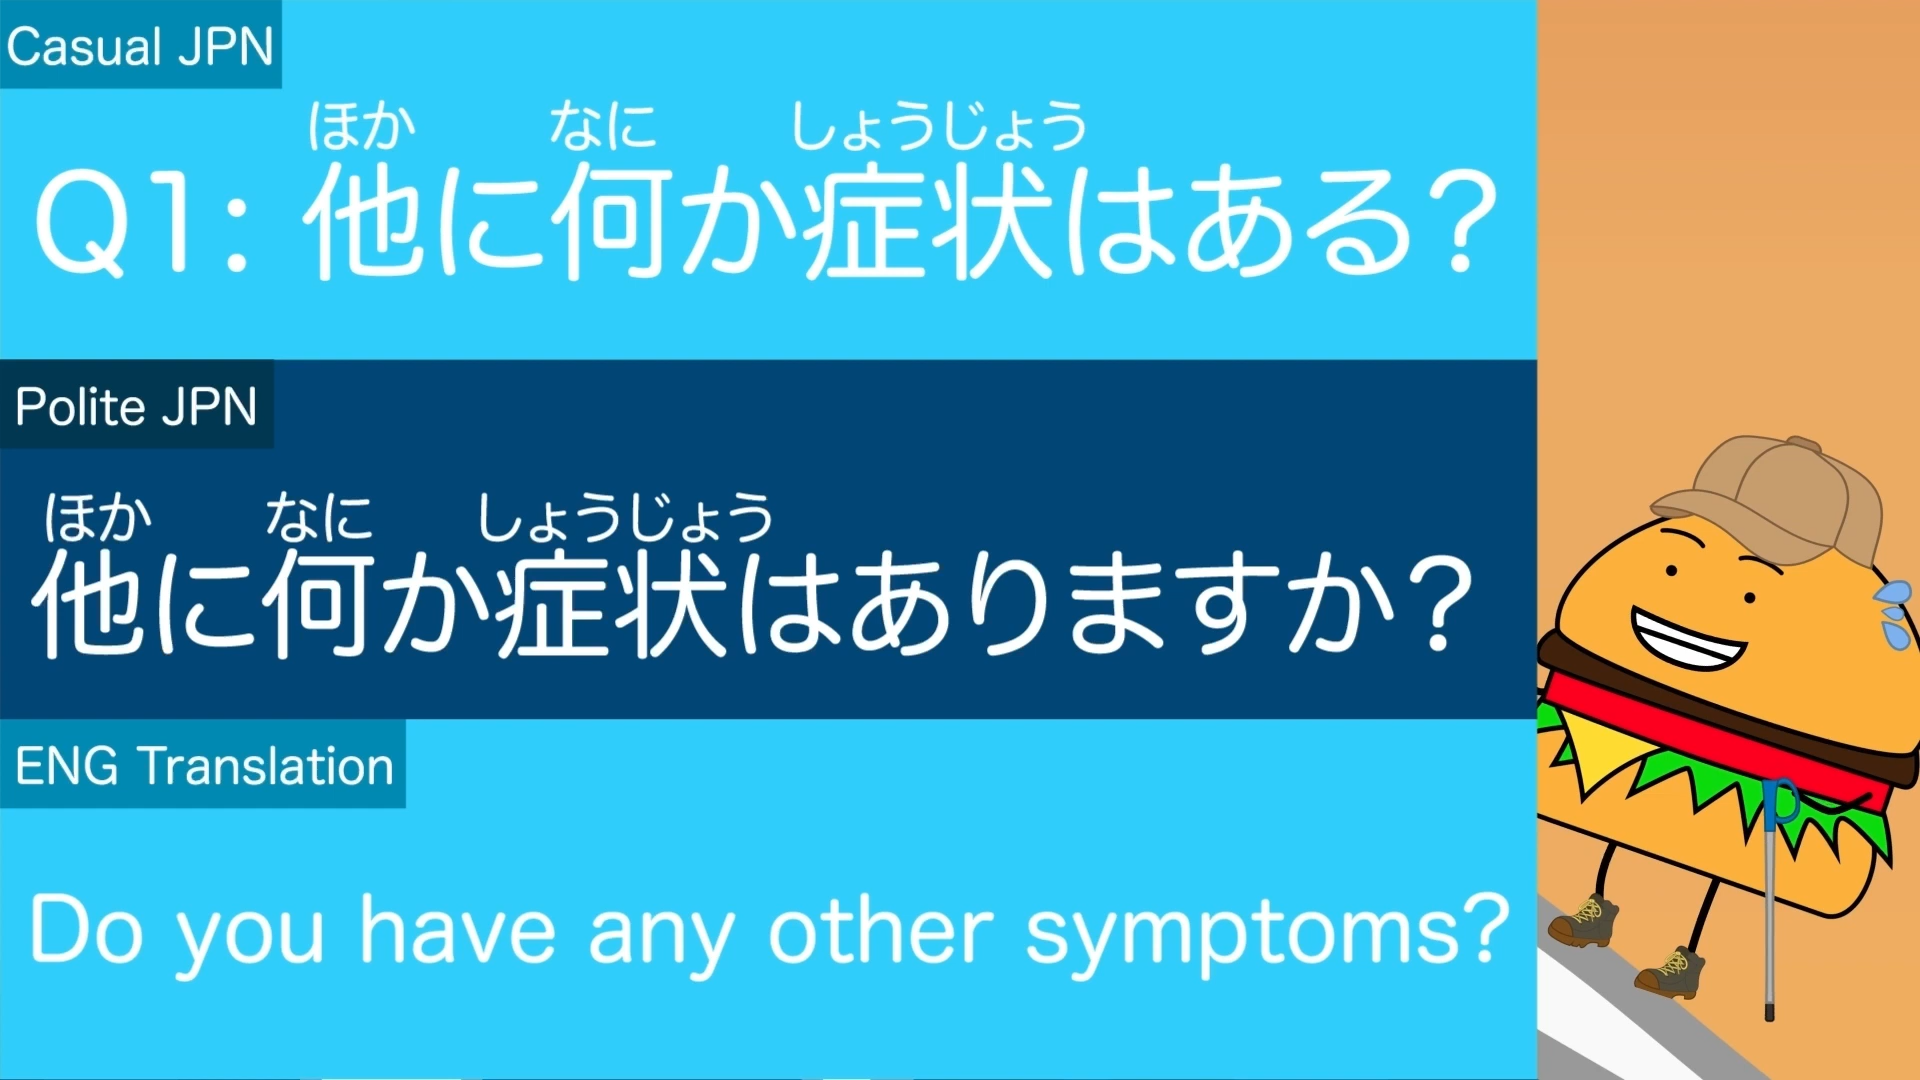 Casual JPN
ほか なに しょうじょう
Q1: 他に何か症状はある?
Polite JPN
ほか なに しょうじょう
他に何か症状はありますか?
ENG Translation
Do you have any other symptoms?